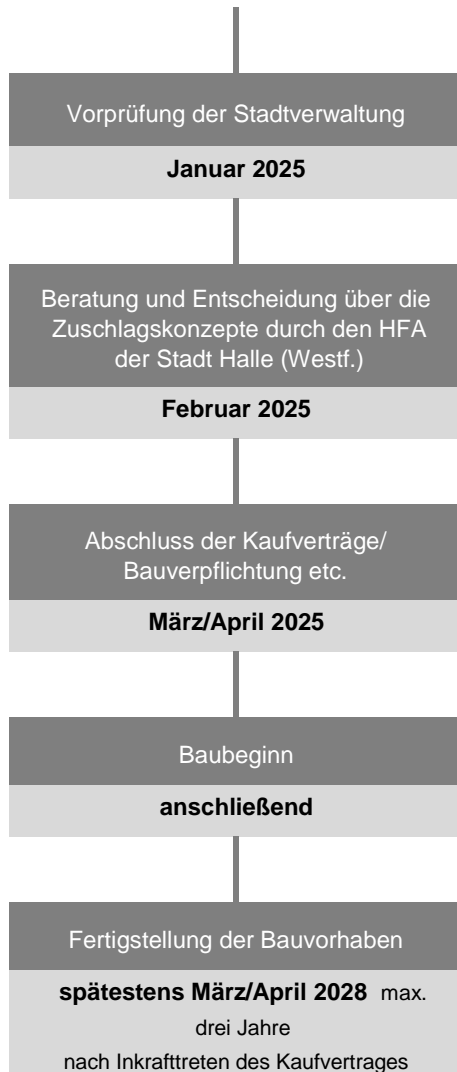 Vorprüfung der Stadtverwaltung
Januar 2025
Beratung und Entscheidung über die
Zuschlagskonzepte durch den HFA
der Stadt Halle (Westf.)
Februar 2025
Abschluss der Kaufverträge/
Bauverpflichtung etc.
März/April 2025
Baubeginn
anschließend
Fertigstellung der Bauvorhaben
spätestens März/April 2028 max.
drei Jahre
nach Inkrafttreten des Kaufvertrages